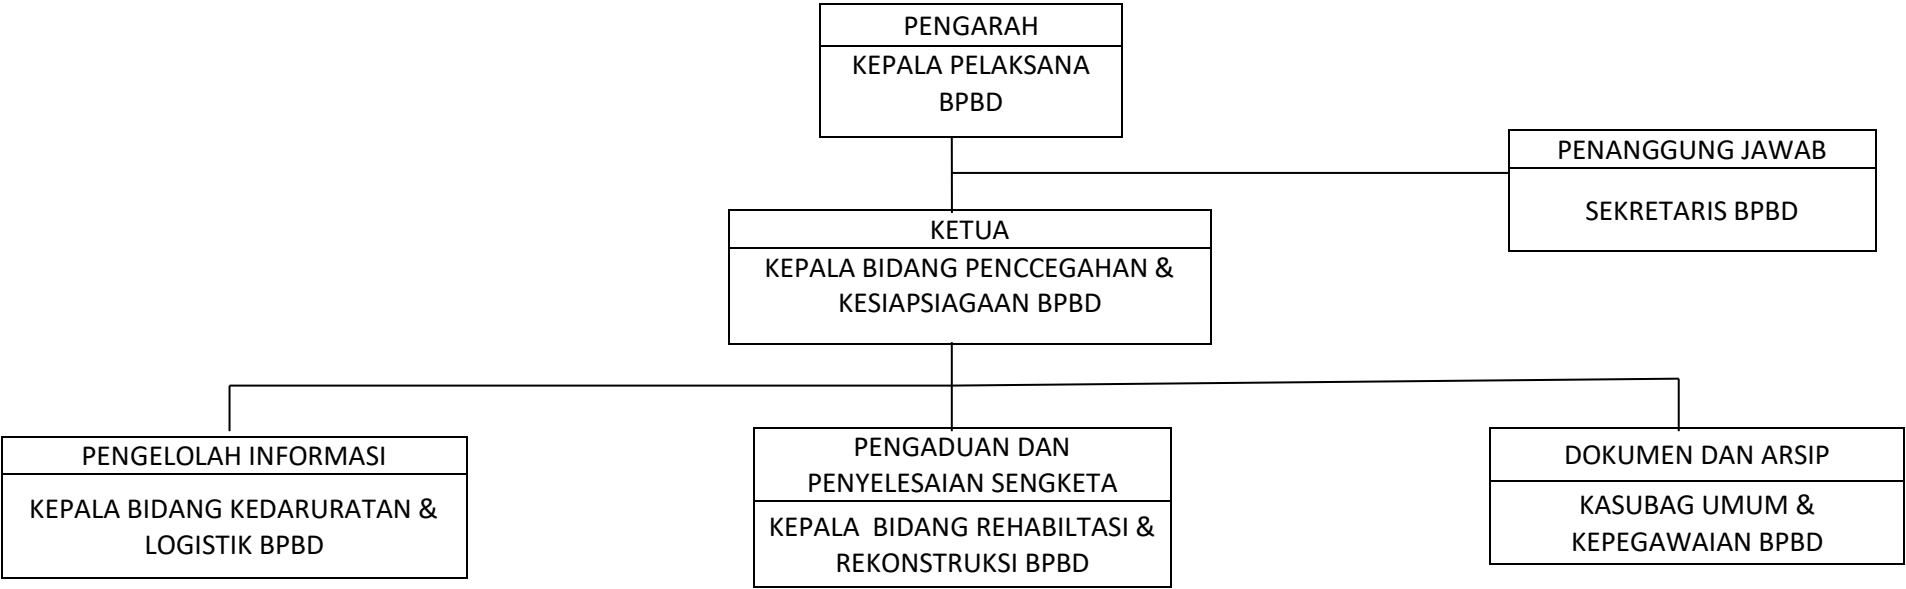 PENGARAH
KEPALA PELAKSANA
BPBD
PENANGGUNG JAWAB
SEKRETARIS BPBD
KETUA
KEPALA BIDANG PENCCEGAHAN &
KESIAPSIAGAAN BPBD
PENGELOLAH INFORMASI
KEPALA BIDANG KEDARURATAN &
LOGISTIK BPBD
PENGADUAN DAN
PENYELESAIAN SENGKETA
KEPALA  BIDANG REHABILTASI &
REKONSTRUKSI BPBD
DOKUMEN DAN ARSIP
KASUBAG UMUM &
KEPEGAWAIAN BPBD